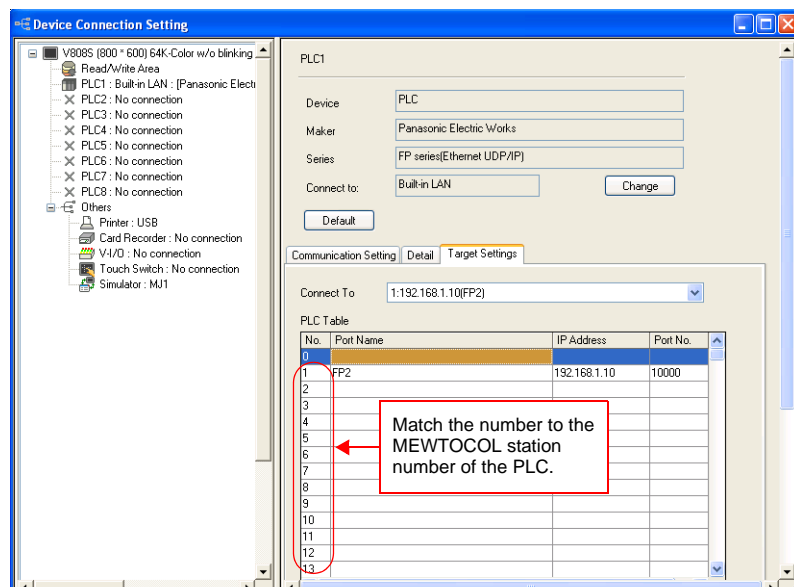 Device Connection Setting
V808S (800 * 600) 64K-Color w/o blinking
Read/Write Area
PLC1 : Built-in LAN : [Panasonic Electr
PLC2 : No connection
PLC3 : No connection
PLC4 : No connection
PLC5 : No connection
PLC6 : No connection
PLC7 : No connection
PLC8 : No connection
Others
Printer : USB
Card Recorder : No connection
V-I/O : No connection
Touch Switch : No connection
Simulator : MJ1
PLC1
Device PLC
Maker Panasonic Electric Works
Series FP series(Ethernet UDP/IP)
Connect to: Built-in LAN Change
Default
Communication Setting Detail Target Settings
Connect To 1:192.168.1.10(FP2)
PLC Table
No. Port Name IP Address Port No.
0
1 FP2 192.168.1.10 10000
2
3
4
5
6
7
8
9
10
11
12
13
Match the number to the
MEWTOCOL station
number of the PLC.